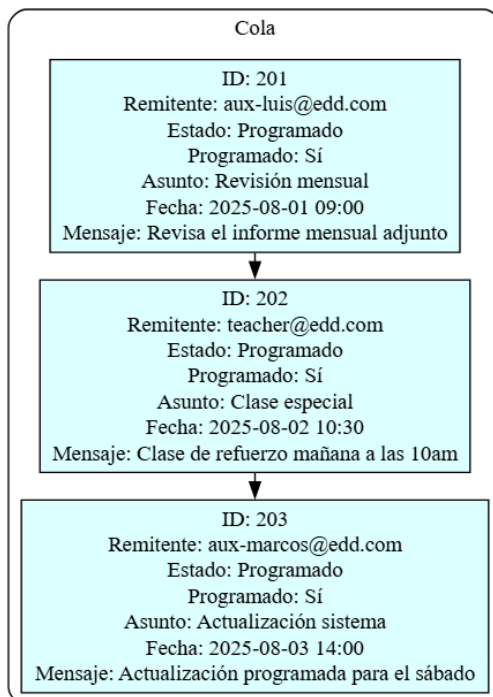 Cola
ID: 201
Remitente: aux-luis@edd.com
Estado: Programado
Programado: Sí
Asunto: Revisión mensual
Fecha: 2025-08-01 09:00
Mensaje: Revisa el informe mensual adjunto
ID: 202
Remitente: teacher@edd.com
Estado: Programado
Programado: Sí
Asunto: Clase especial
Fecha: 2025-08-02 10:30
Mensaje: Clase de refuerzo mañana a las 10am
ID: 203
Remitente: aux-marcos@edd.com
Estado: Programado
Programado: Sí
Asunto: Actualización sistema
Fecha: 2025-08-03 14:00
Mensaje: Actualización programada para el sábado